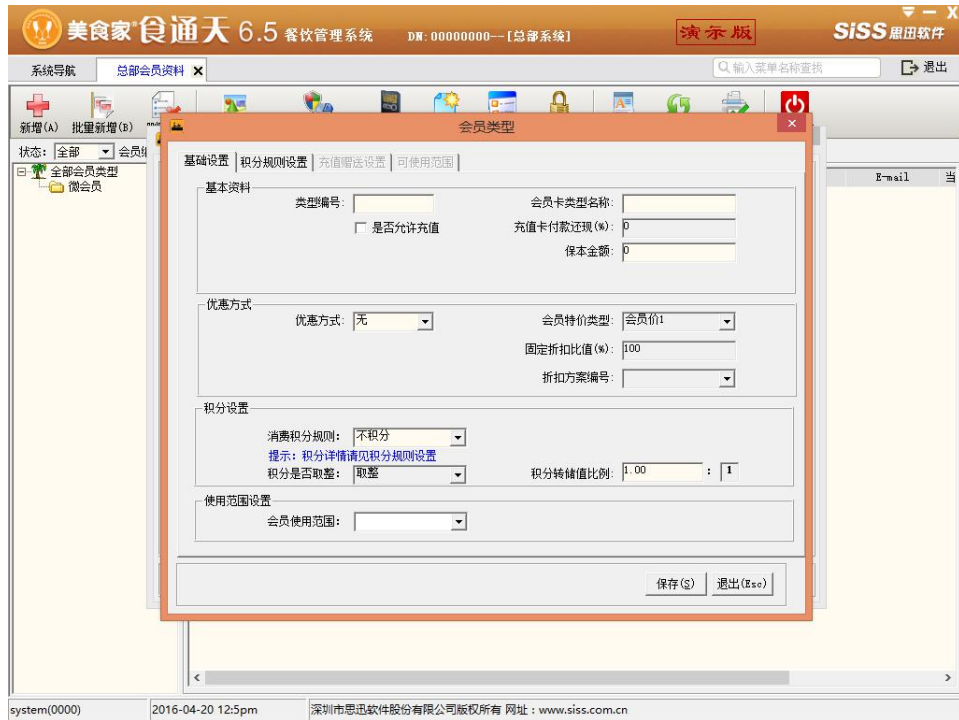 美食家 食通天 6.5 餐饮管理系统 DN:00000000--[总部系统] 演示版 SiSS 思迅软件
系统导航 总部会员资料 X 输入菜单名称查找 退出
新增(A) 批量新增(B)
会员类型
状态: 全部 会员
全部会员类型
微会员
E-mail 当
基础设置 积分规则设置 充值赠送设置 可使用范围
基本资料
类型编号: 会员卡类型名称:
是否允许充值 充值卡付款还现(%): 0
保本金额: 0
优惠方式
优惠方式: 无 会员特价类型: 会员价1
固定折扣比值(%): 100
折扣方案编号:
积分设置
消费积分规则: 不积分
提示: 积分详情请见积分规则设置
积分是否取整: 取整 积分转储值比例: 1.00 : 1
使用范围设置
会员使用范围:
保存(S) 退出(Esc)
system(0000) 2016-04-20 12:5pm 深圳市思迅软件股份有限公司版权所有 网址：www.siss.com.cn